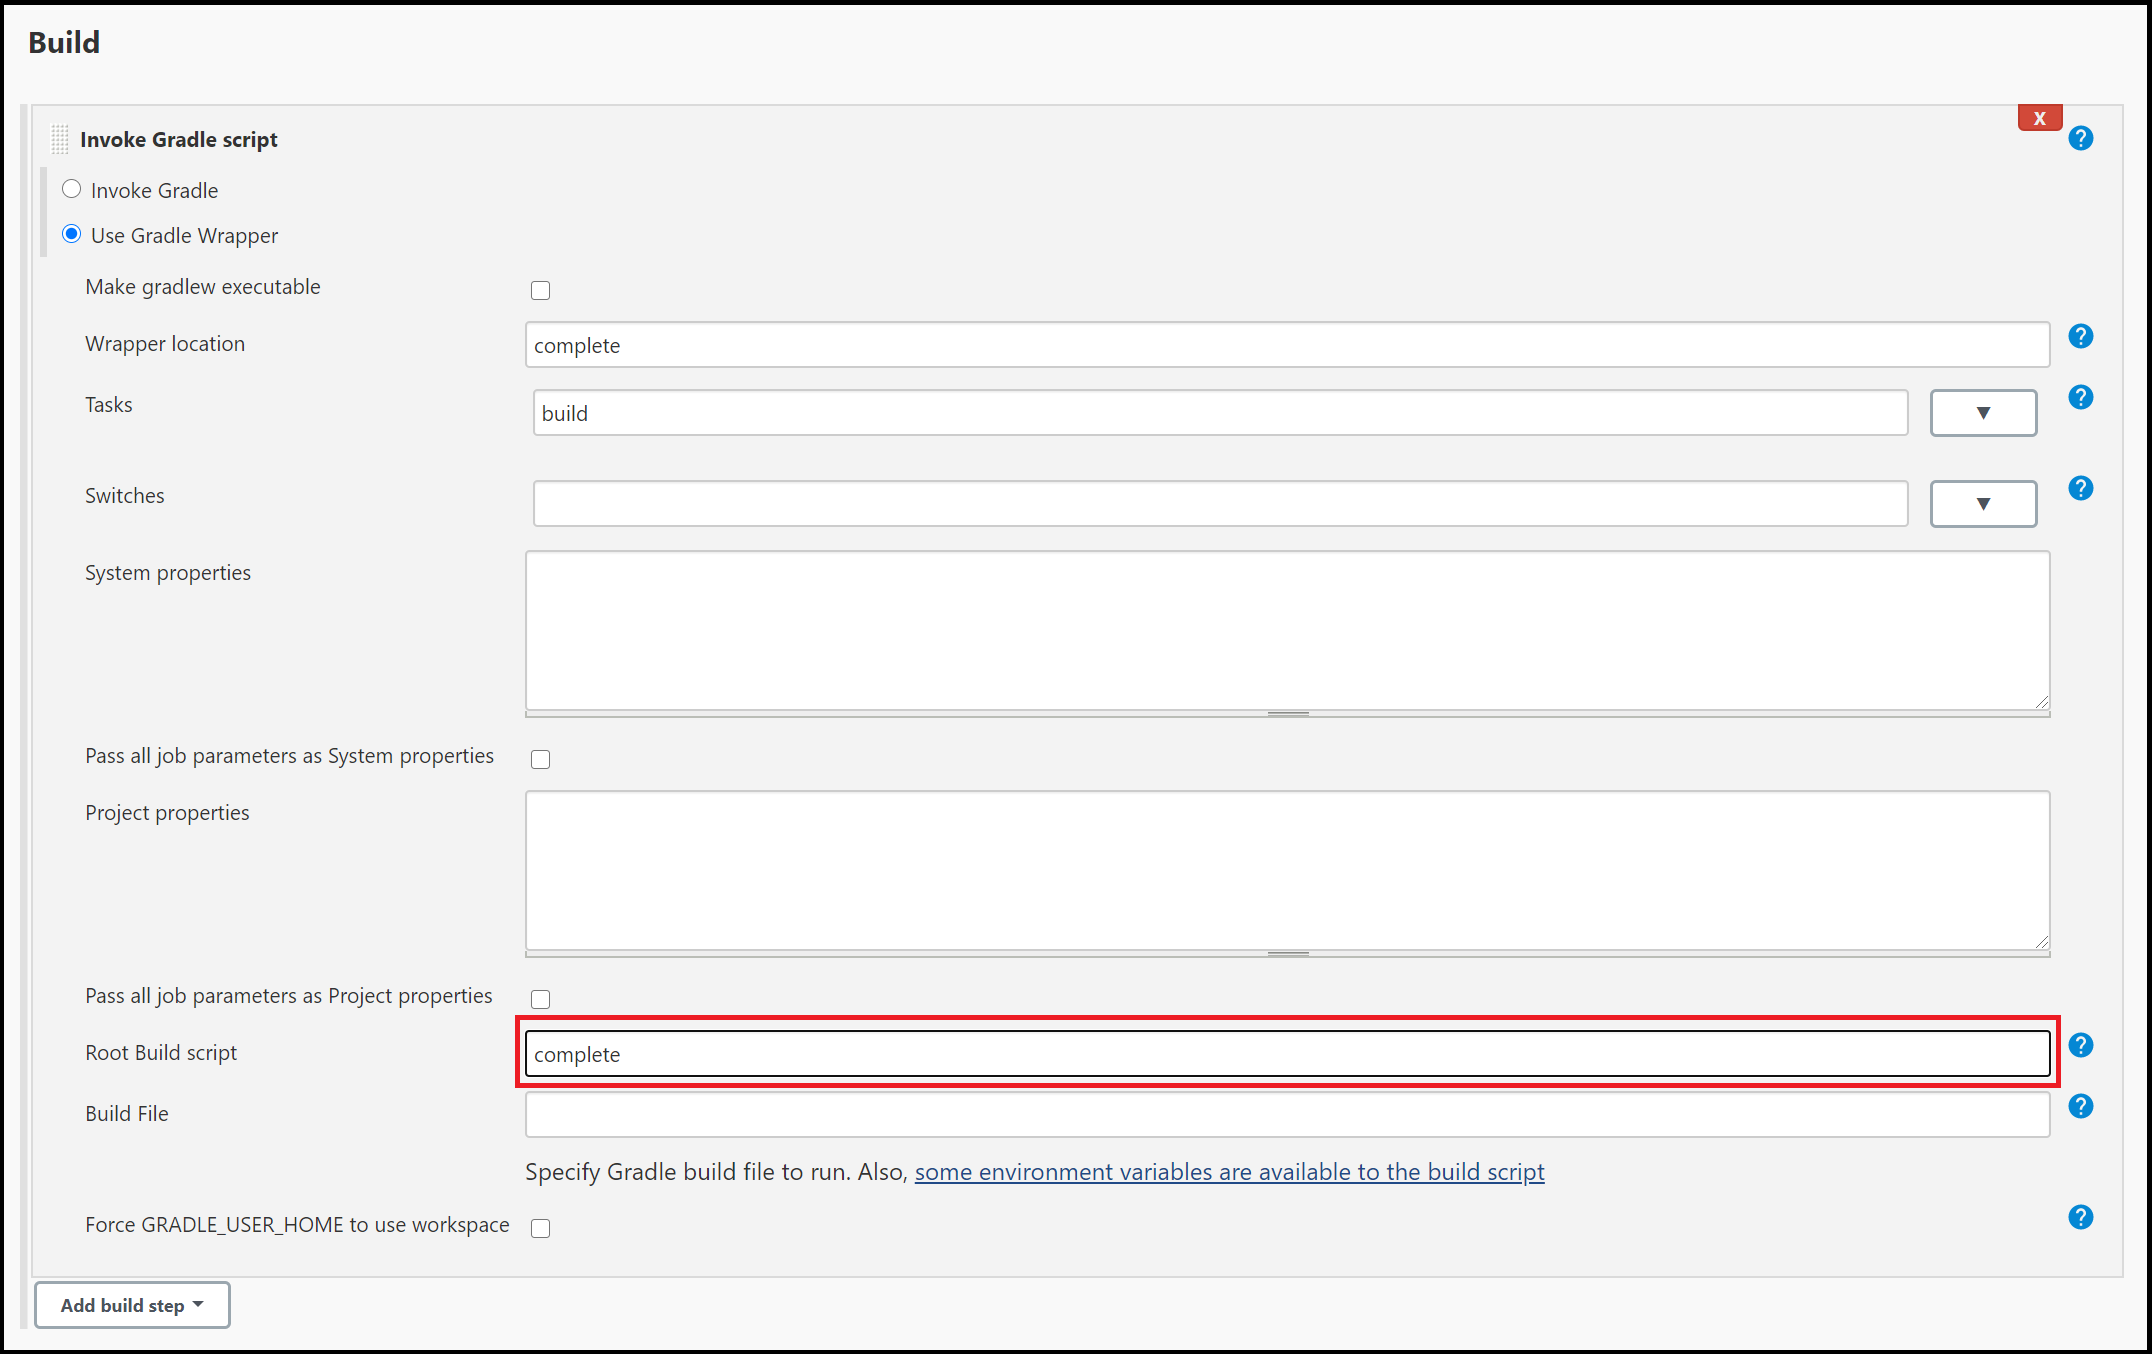 Build
Invoke Gradle script
X
?
Invoke Gradle
Use Gradle Wrapper
Make gradlew executable
Wrapper location
complete
?
Tasks
build
?
Switches
?
System properties
Pass all job parameters as System properties
Project properties
Pass all job parameters as Project properties
Root Build script
complete
?
Build File
?
Specify Gradle build file to run. Also, some environment variables are available to the build script
Force GRADLE_USER_HOME to use workspace
?
Add build step